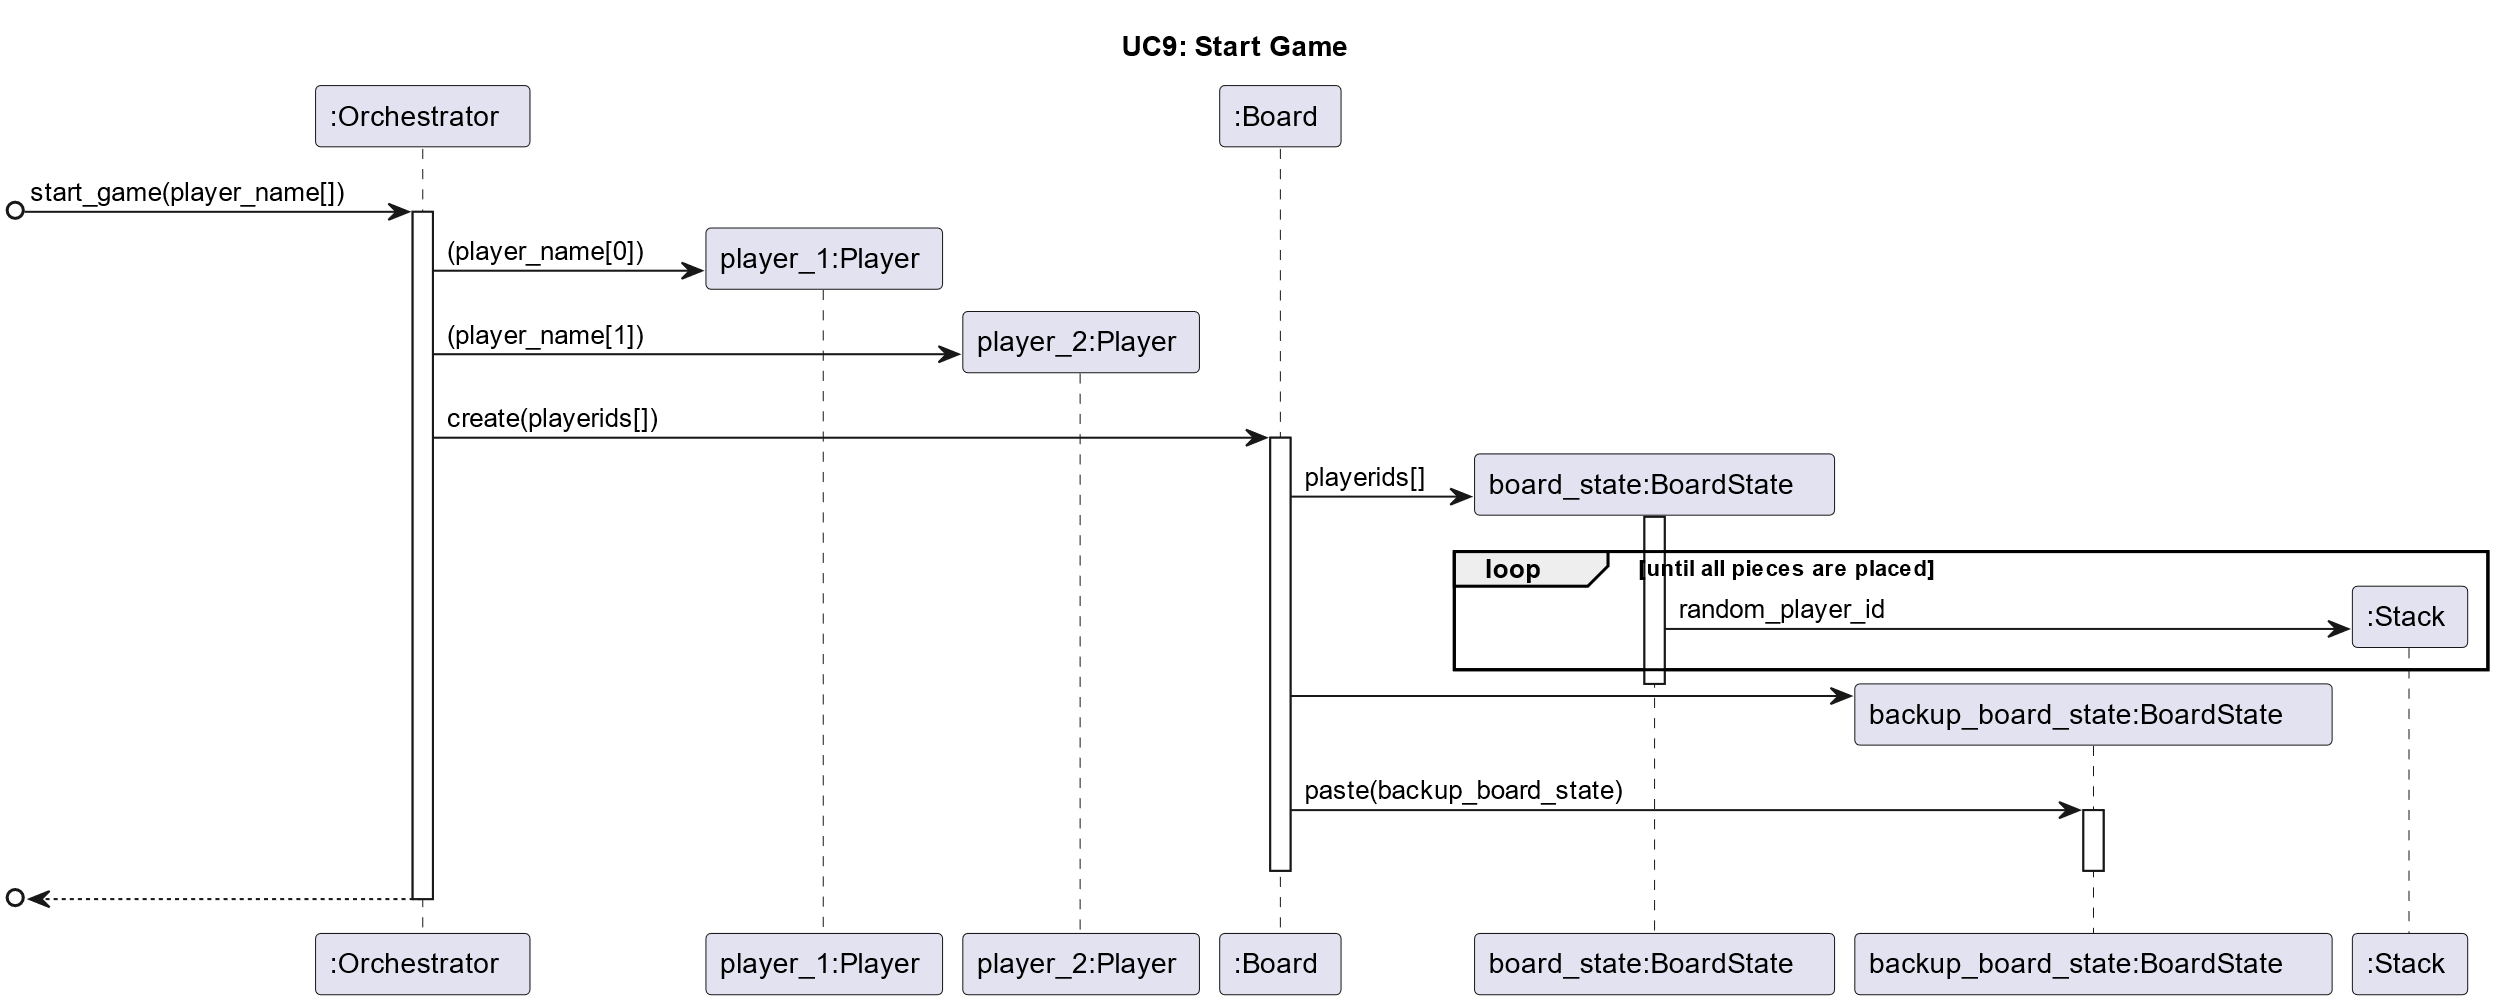 UC9: Start Game
:Orchestrator
:Board
start_game(player_name[])
(player_name[0])
player_1:Player
(player_name[1])
player_2:Player
create(playerids[])
playerids[]
board_state:BoardState
loop
[until all pieces are placed]
random_player_id
:Stack
backup_board_state:BoardState
paste(backup_board_state)
:Orchestrator
player_1:Player
player_2:Player
:Board
board_state:BoardState
backup_board_state:BoardState
:Stack